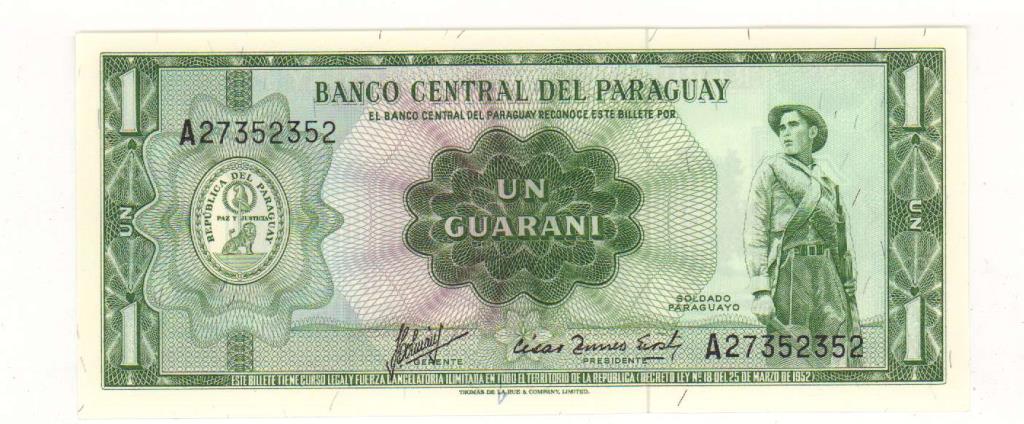 1 1
BANCO CENTRAL DEL PARAGUAY
EL BANCO CENTRAL DEL PARAGUAY RECONOCE ESTE BILLETE POR
A27352352
REPUBLICA DEL PARAGUAY
PAZ Y JUSTICIA
UN
GUARANI
UN UN
SOLDADO
PARAGUAYO
GERENTE
PRESIDENTE
A27352352
1 1
ESTE BILLETE TIENE CURSO LEGAL Y FUERZA CANCELATORIA ILIMITADA EN TODO EL TERRITORIO DE LA REPUBLICA (DECRETO LEY Nº 18 DEL 25 DE MARZO DE 1952)
THOMAS DE LA RUE & COMPANY, LIMITED.